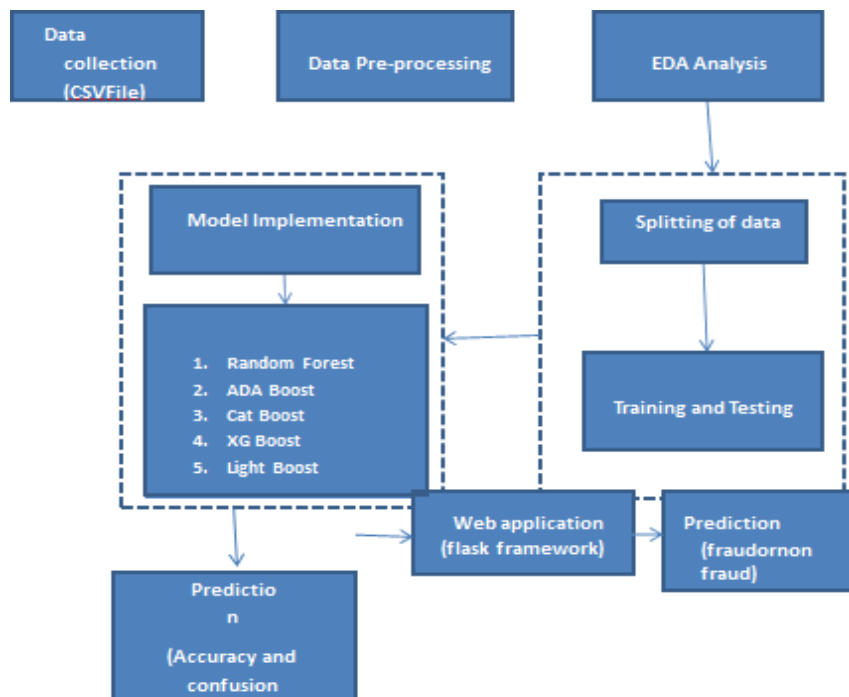 Data
collection
(CSVFile)
Data Pre-processing
EDA Analysis
Model Implementation
Splitting of data
1. Random Forest
2. ADA Boost
3. Cat Boost
4. XG Boost
5. Light Boost
Training and Testing
Web application
(flask framework)
Prediction
(fraudornon
fraud)
Predictio
n
(Accuracy and
confusion